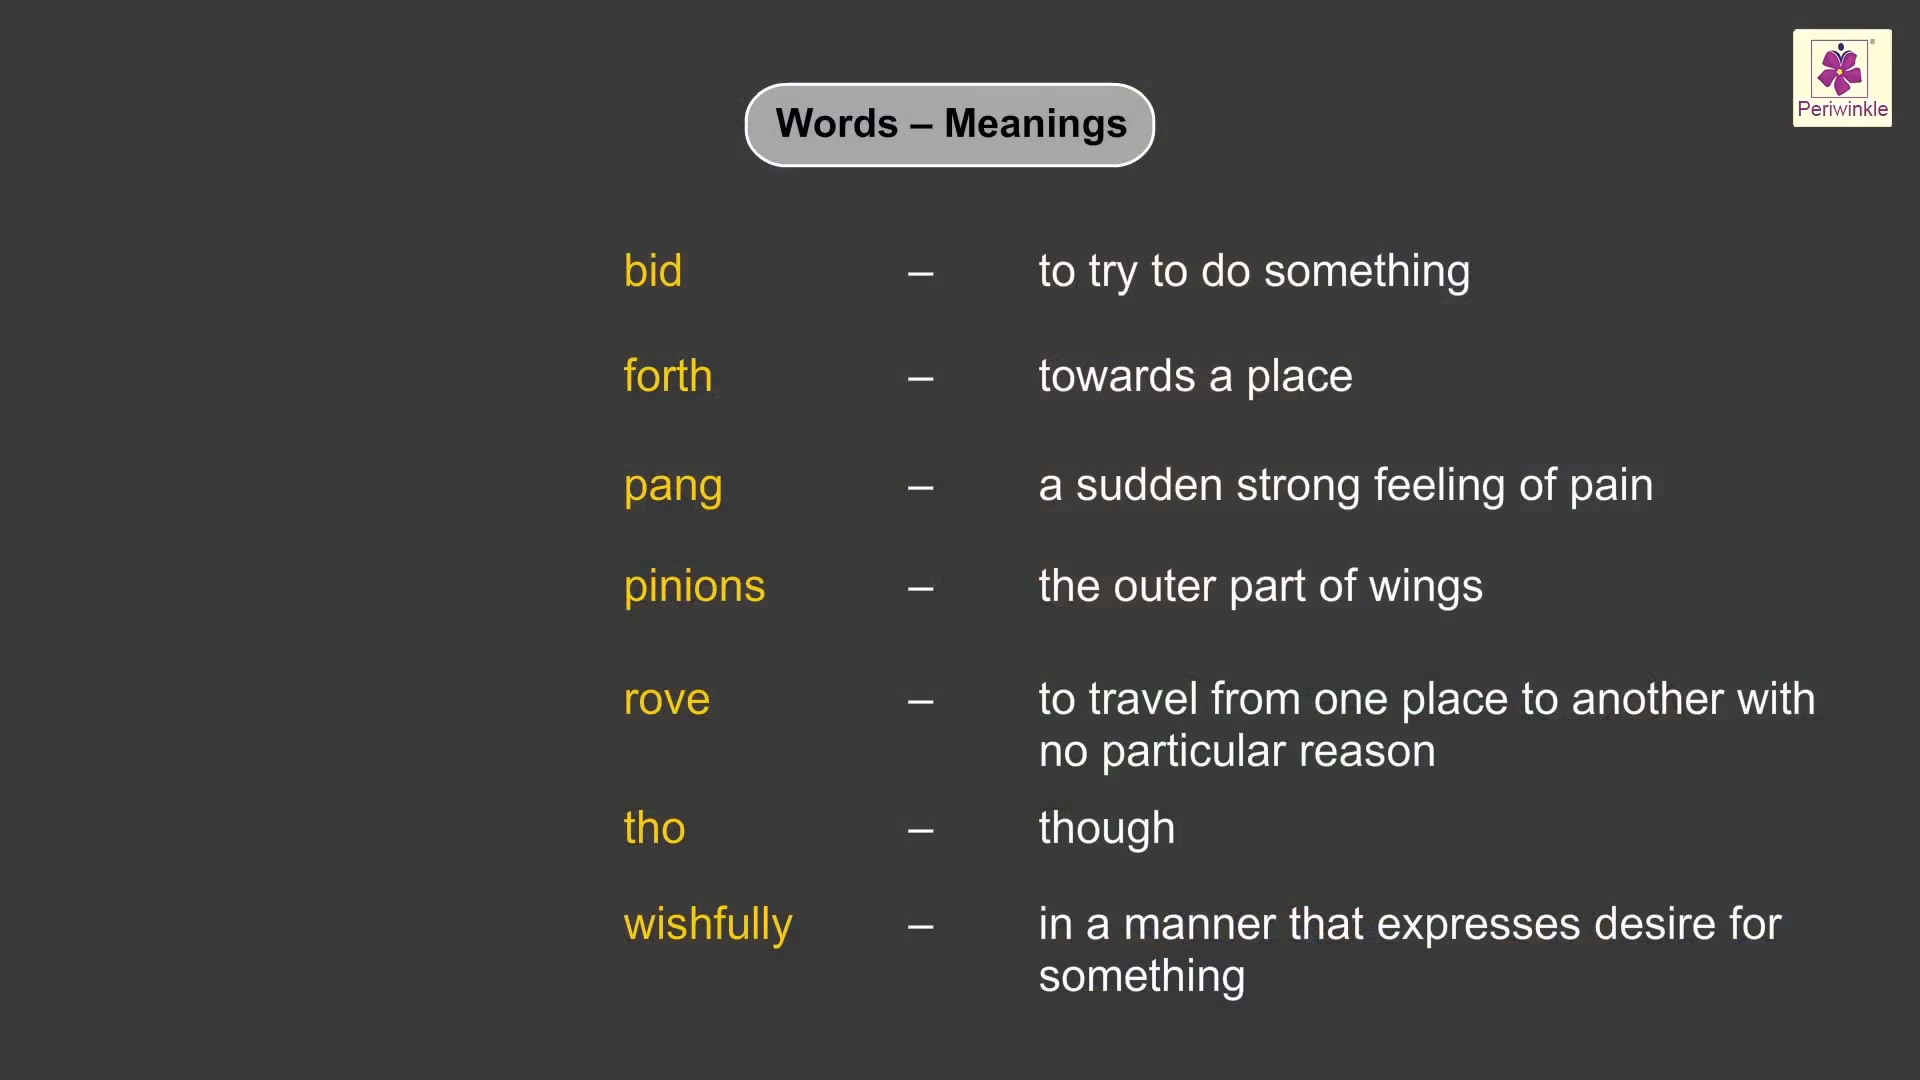 Periwinkle
Words – Meanings
bid – to try to do something
forth – towards a place
pang – a sudden strong feeling of pain
pinions – the outer part of wings
rove – to travel from one place to another with
no particular reason
tho – though
wishfully – in a manner that expresses desire for
something